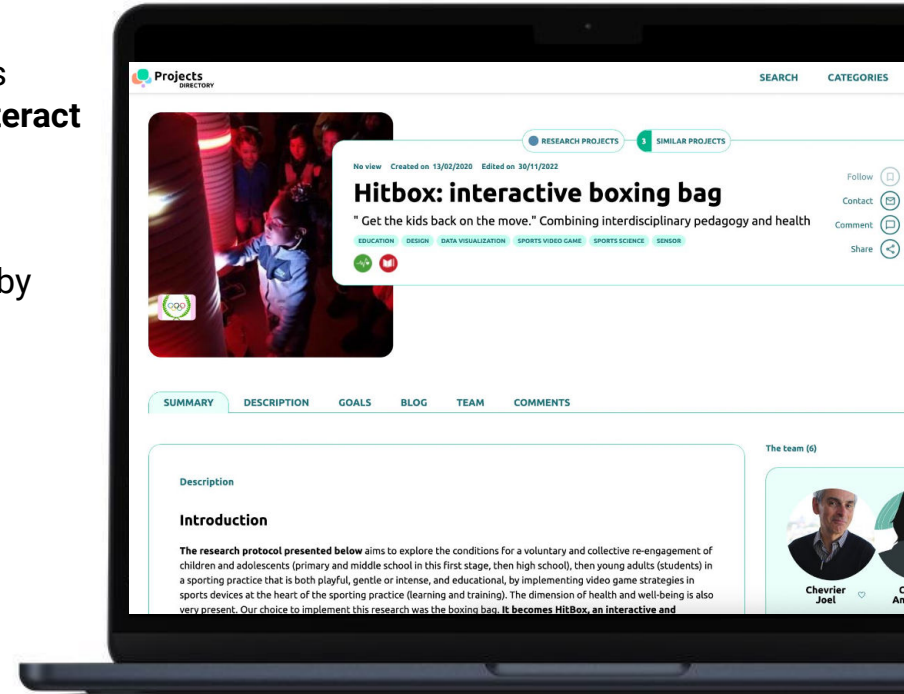 s
teract
by
Projects
DIRECTORY
SEARCH CATEGORIES
RESEARCH PROJECTS 3 SIMILAR PROJECTS
No view Created on 13/02/2020 Edited on 30/11/2022
Hitbox: interactive boxing bag
" Get the kids back on the move." Combining interdisciplinary pedagogy and health
EDUCATION DESIGN DATA VISUALIZATION SPORTS VIDEO GAME SPORTS SCIENCE SENSOR
Follow
Contact
Comment
Share
SUMMARY DESCRIPTION GOALS BLOG TEAM COMMENTS
Description
Introduction
The research protocol presented below aims to explore the conditions for a voluntary and collective re-engagement of
children and adolescents (primary and middle school in this first stage, then high school), then young adults (students) in
a sporting practice that is both playful, gentle or intense, and educational, by implementing video game strategies in
sports devices at the heart of the sporting practice (learning and training). The dimension of health and well-being is also
very present. Our choice to implement this research was the boxing bag. It becomes HitBox, an interactive and
The team (6)
Chevrier
Joel
C
An